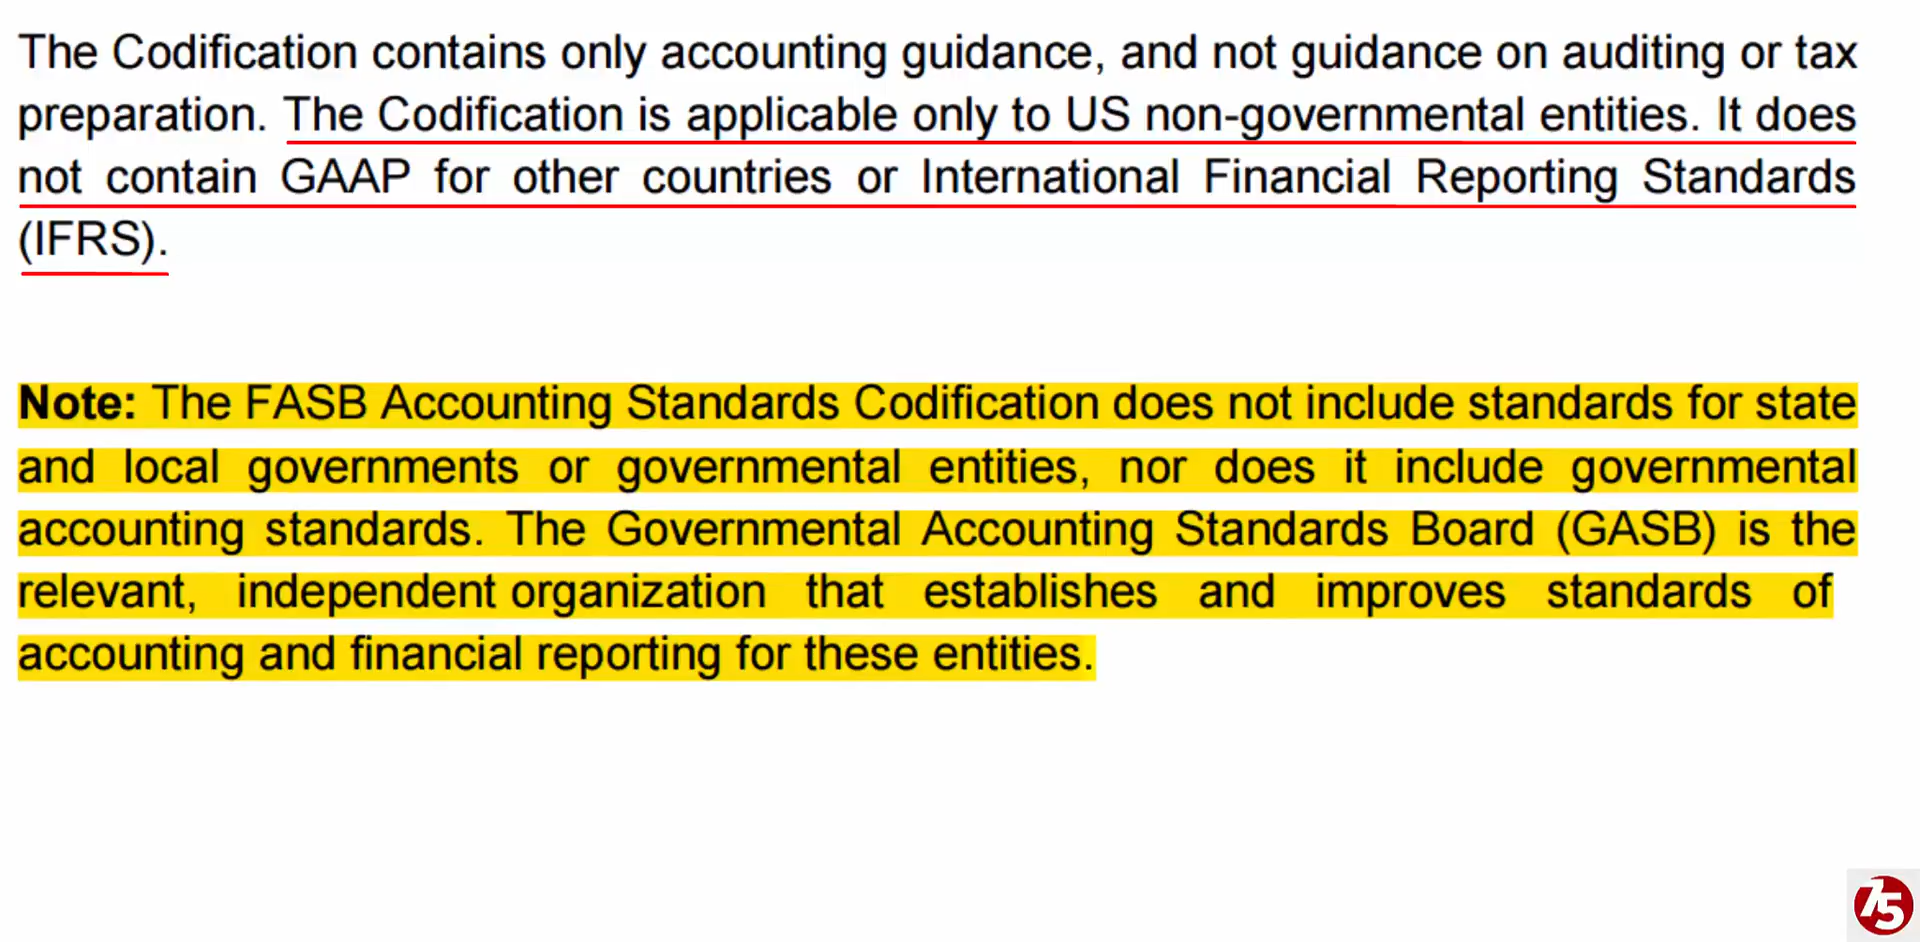 The Codification contains only accounting guidance, and not guidance on auditing or tax
preparation. The Codification is applicable only to US non-governmental entities. It does
not contain GAAP for other countries or International Financial Reporting Standards
(IFRS).
Note: The FASB Accounting Standards Codification does not include standards for state
and local governments or governmental entities, nor does it include governmental
accounting standards. The Governmental Accounting Standards Board (GASB) is the
relevant, independent organization that establishes and improves standards of
accounting and financial reporting for these entities.
75